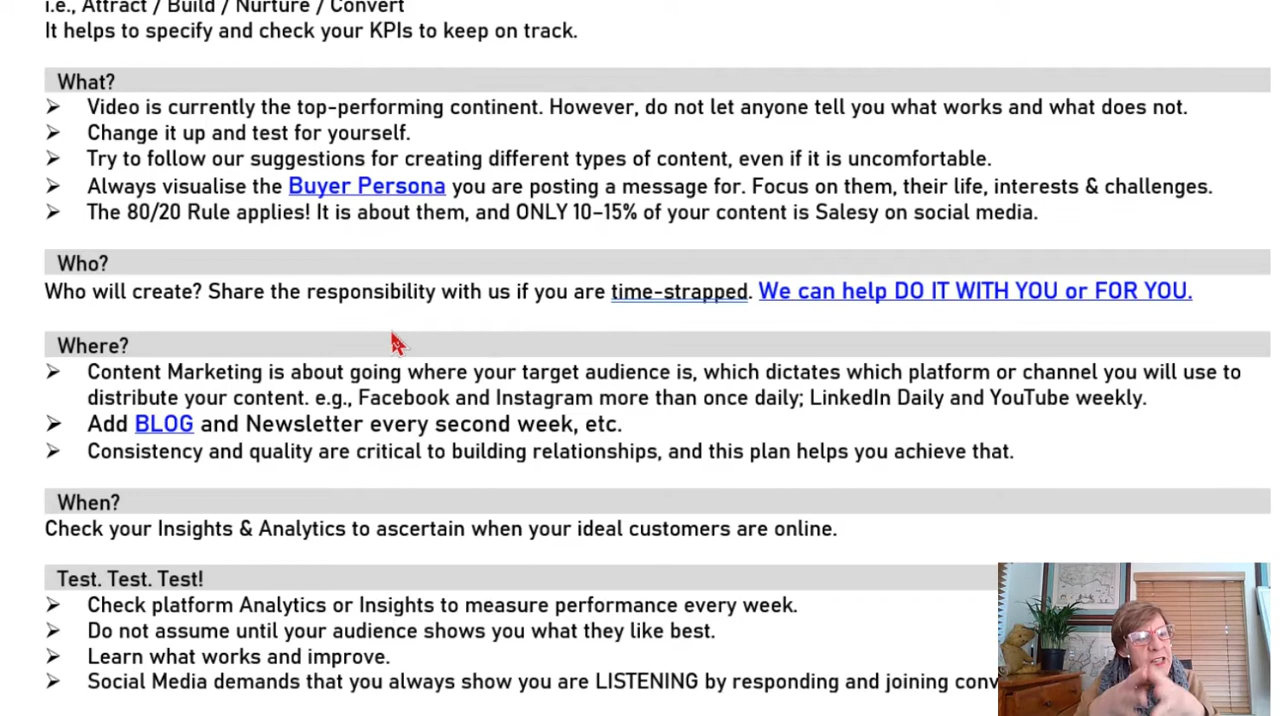 i.e., Attract / Build / Nurture / Convert
It helps to specify and check your KPIs to keep on track.
What?
➢ Video is currently the top-performing continent. However, do not let anyone tell you what works and what does not.
➢ Change it up and test for yourself.
➢ Try to follow our suggestions for creating different types of content, even if it is uncomfortable.
➢ Always visualise the Buyer Persona you are posting a message for. Focus on them, their life, interests & challenges.
➢ The 80/20 Rule applies! It is about them, and ONLY 10–15% of your content is Salesy on social media.
Who?
Who will create? Share the responsibility with us if you are time-strapped. We can help DO IT WITH YOU or FOR YOU.
Where?
➢ Content Marketing is about going where your target audience is, which dictates which platform or channel you will use to
distribute your content. e.g., Facebook and Instagram more than once daily; LinkedIn Daily and YouTube weekly.
➢ Add BLOG and Newsletter every second week, etc.
➢ Consistency and quality are critical to building relationships, and this plan helps you achieve that.
When?
Check your Insights & Analytics to ascertain when your ideal customers are online.
Test. Test. Test!
➢ Check platform Analytics or Insights to measure performance every week.
➢ Do not assume until your audience shows you what they like best.
➢ Learn what works and improve.
➢ Social Media demands that you always show you are LISTENING by responding and joining conv